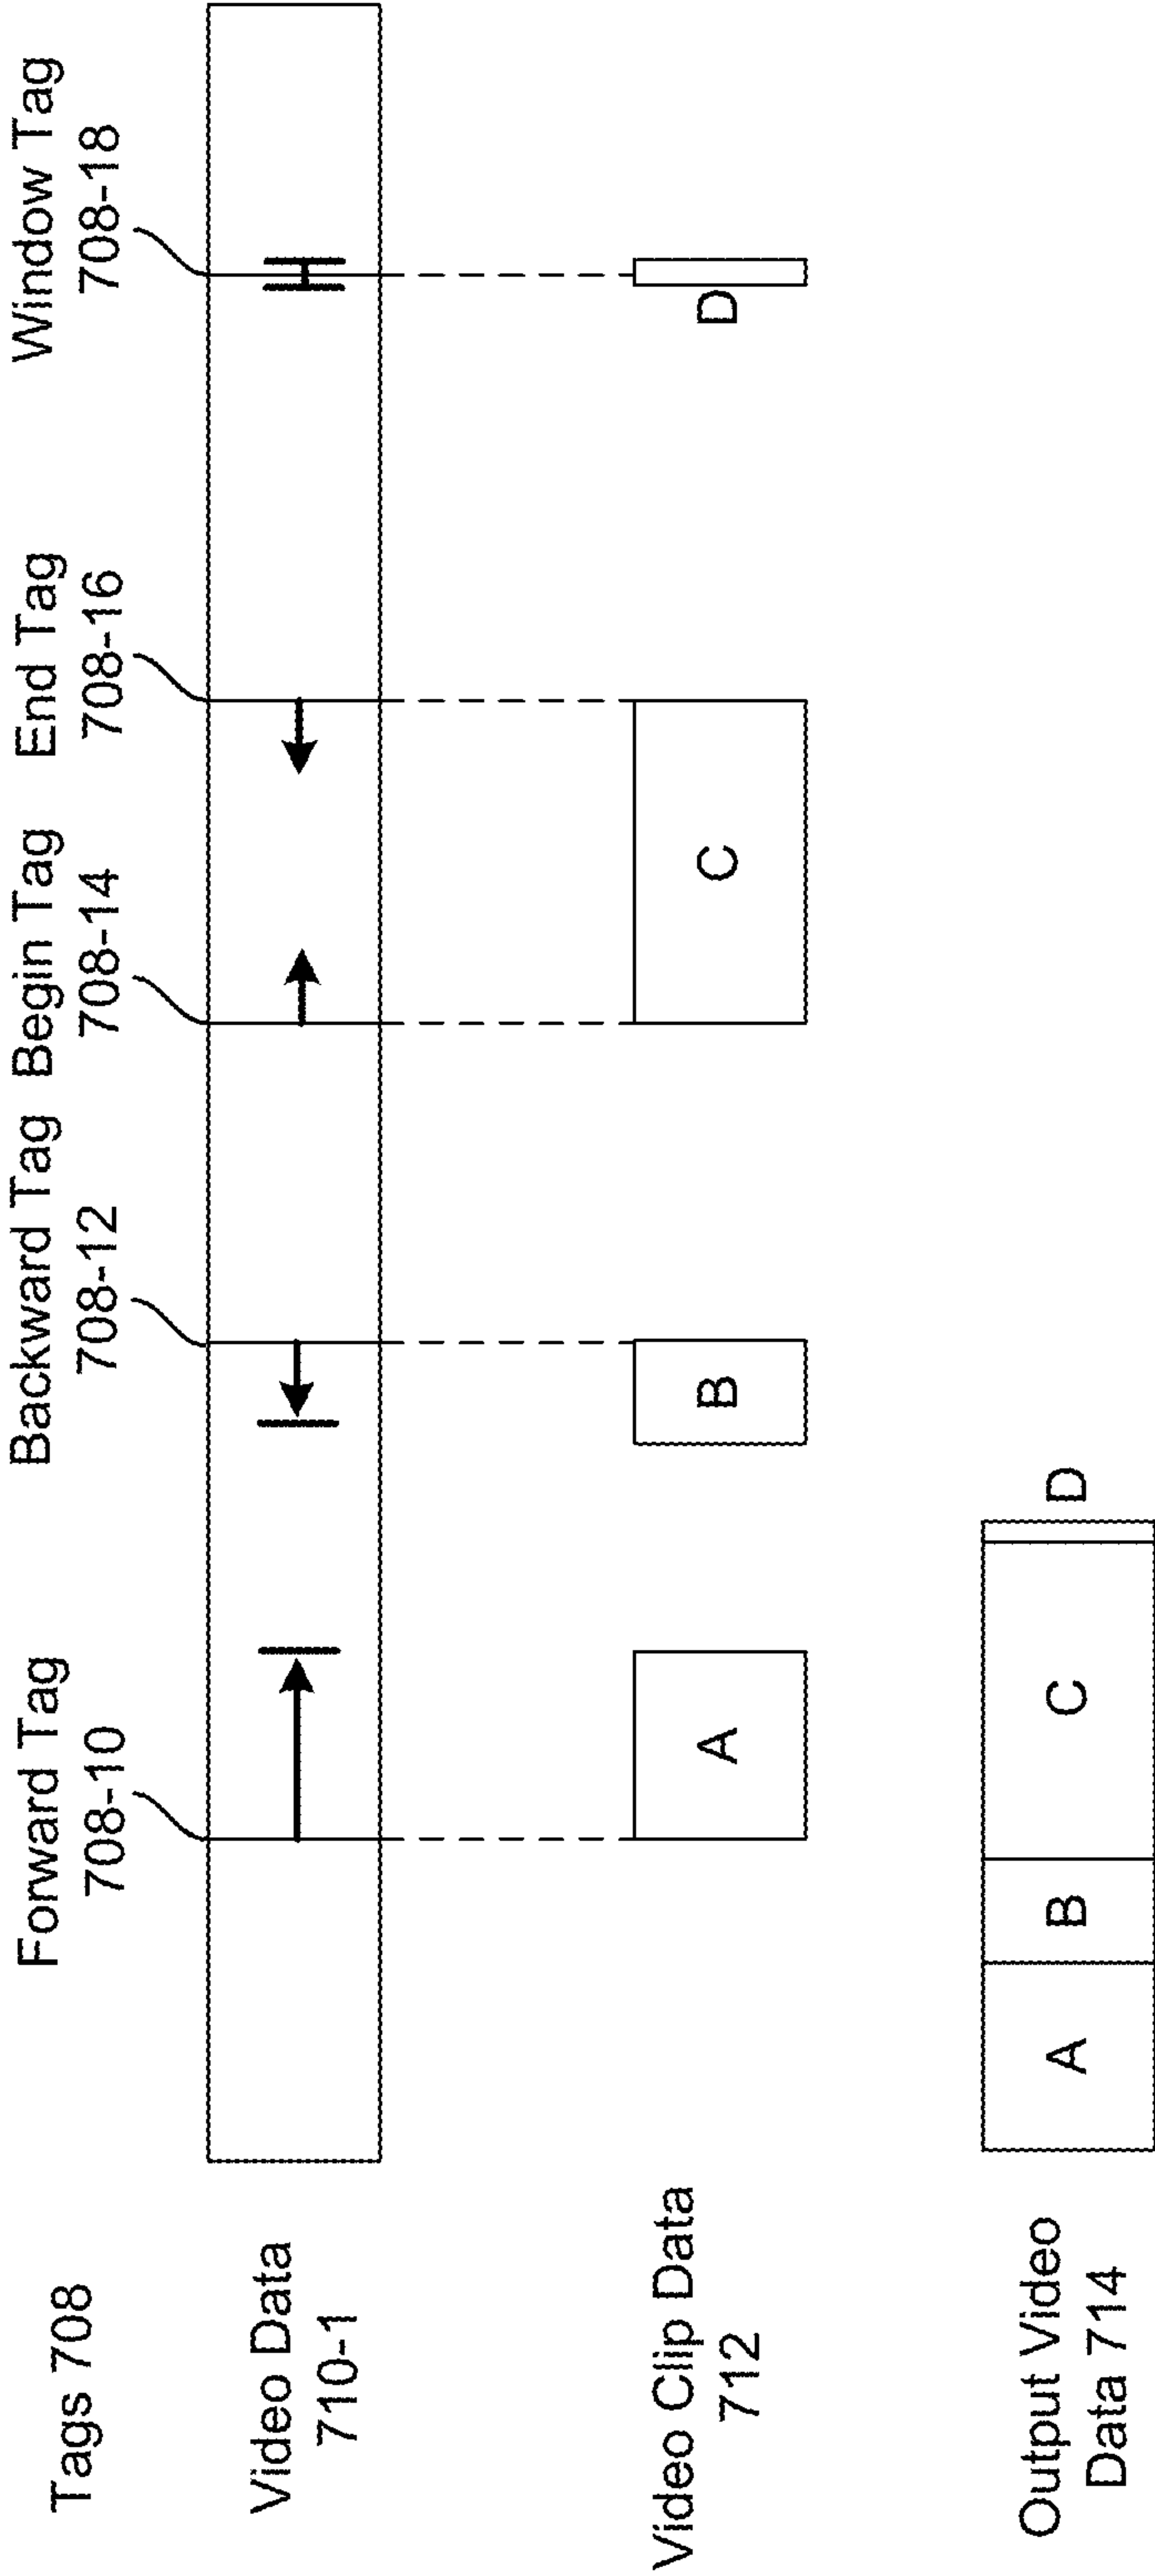 Tags 708
Forward Tag
708-10
Backward Tag
708-12
Begin Tag
708-14
End Tag
708-16
Window Tag
708-18
Video Data
710-1
Video Clip Data
712
A
B
C
D
Output Video
Data 714
A
B
C
D